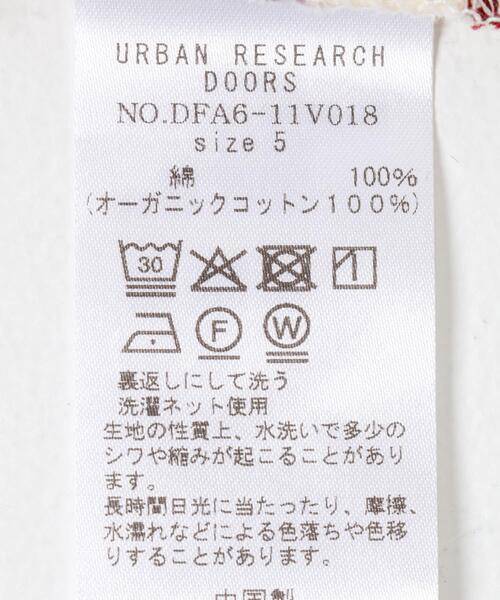 URBAN RESEARCH
DOORS
NO.DFA6-11V018
size 5
綿 100%
(オーガニックコットン100%)
30
F W
裏返しにして洗う
洗濯ネット使用
生地の性質上、水洗いで多少の
シワや縮みが起こることがあり
ます。
長時間日光に当たったり、摩擦、
水濡れなどによる色落ちや色移
りすることがあります。
中国製